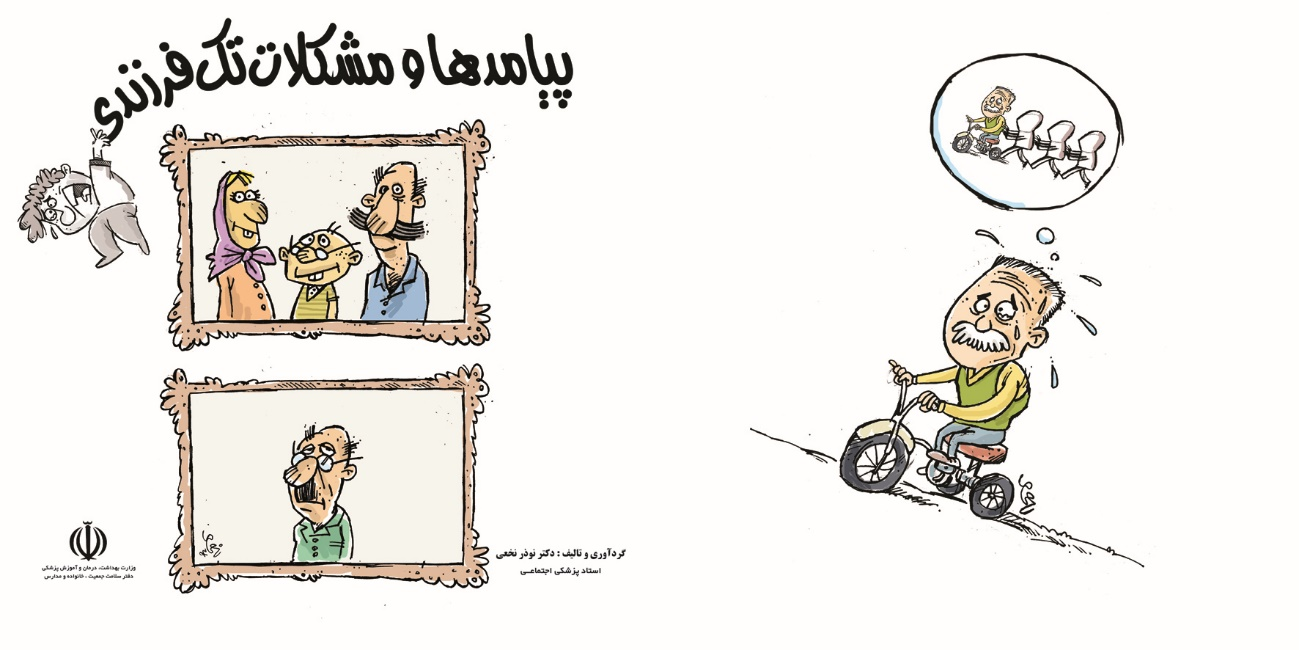 پیامدها و مشکلات تک فرزندی
گردآوری و تالیف : دکتر نوذر نخعی
استاد پزشکی اجتماعـی
وزارت بهداشت، درمان و آموزش پزشکی
دفتر سلامت جمعیت ، خانواده و مدارس